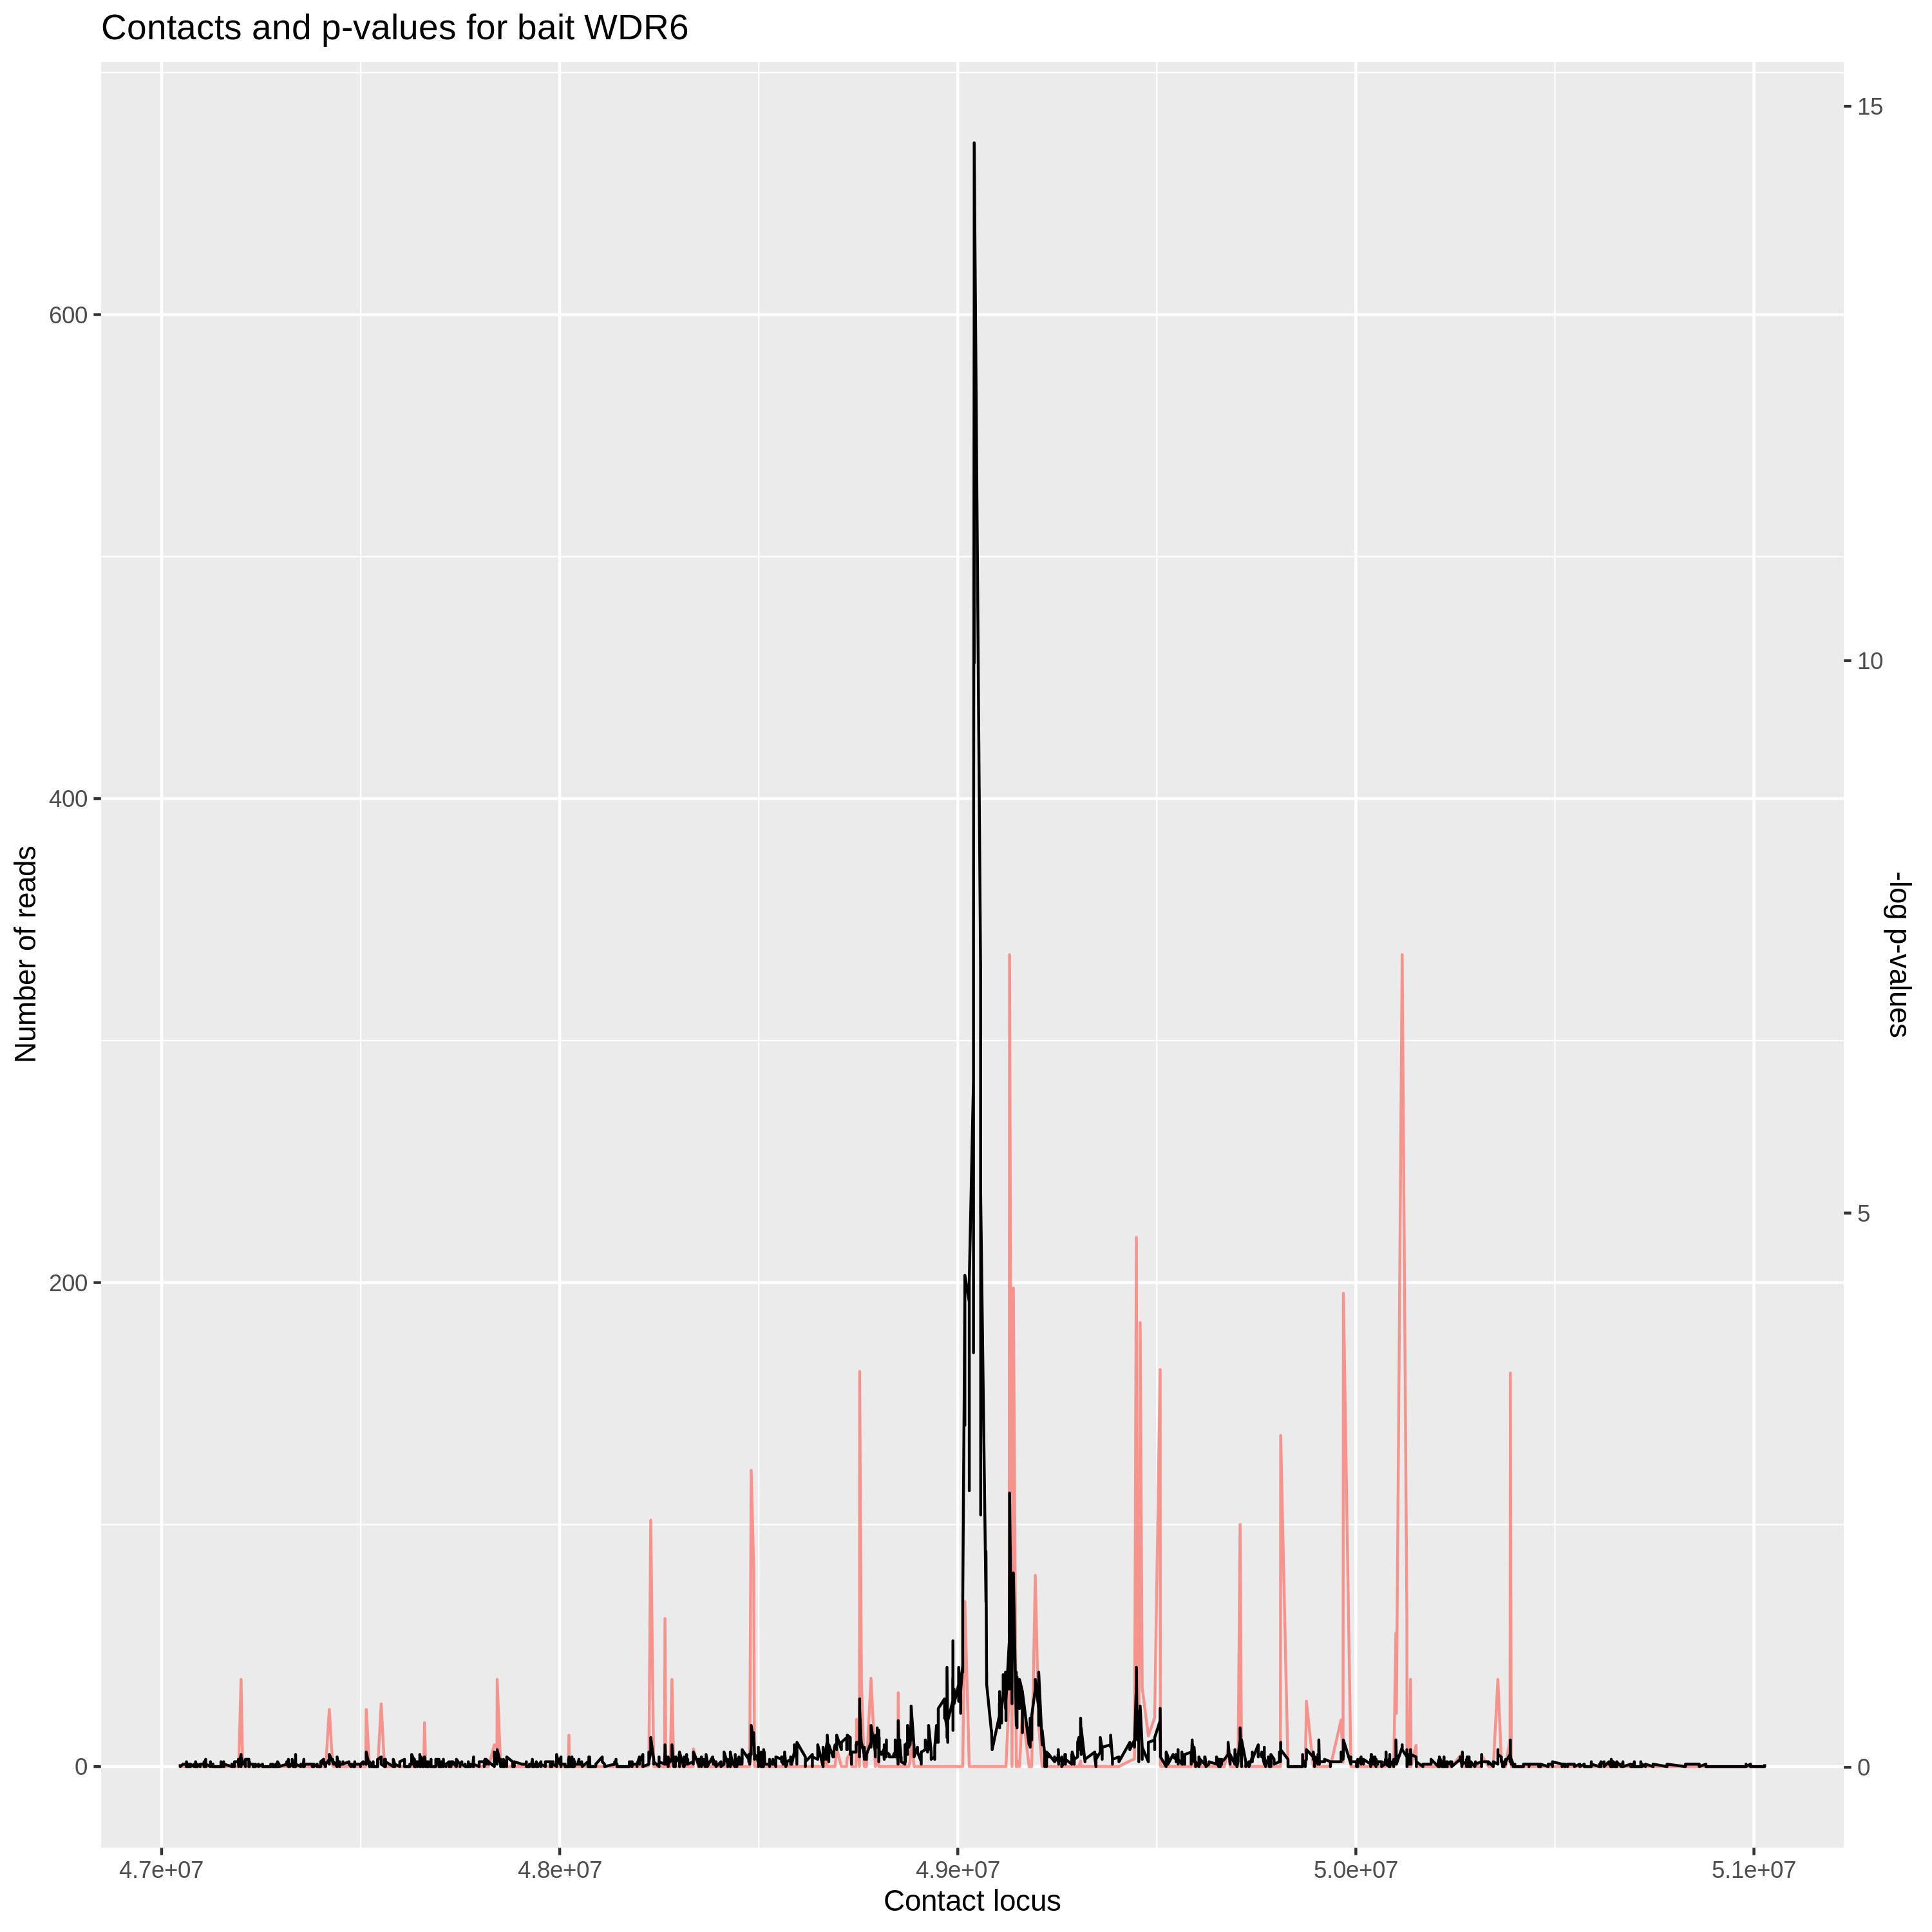 Contacts and p-values for bait WDR6
600
400
200
0
Number of reads
15
10
5
0
-log p-values
4.7e+07
4.8e+07
4.9e+07
5.0e+07
5.1e+07
Contact locus